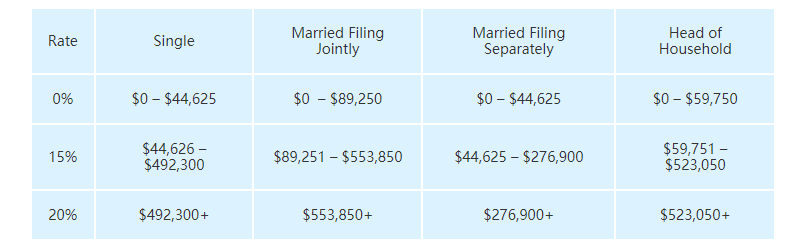 Rate
Single
Married Filing
Jointly
Married Filing
Separately
Head of
Household
0%
$0 – $44,625
$0 – $89,250
$0 – $44,625
$0 – $59,750
15%
$44,626 –
$492,300
$89,251 – $553,850
$44,625 – $276,900
$59,751 –
$523,050
20%
$492,300+
$553,850+
$276,900+
$523,050+